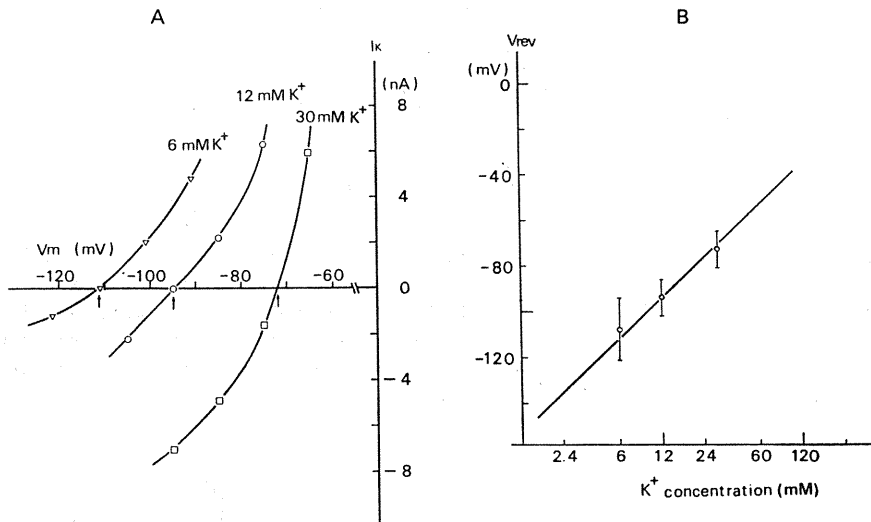 A
Iκ
(nA)
12 mM K⁺
8
30 mM K⁺
6 mM K⁺
4
Vm (mV)
-120
-100
-80
-60
0
-4
-8
B
Vrev
(mV)
0
-40
-80
-120
2.4
6
12
24
60
120
K⁺ concentration (mM)